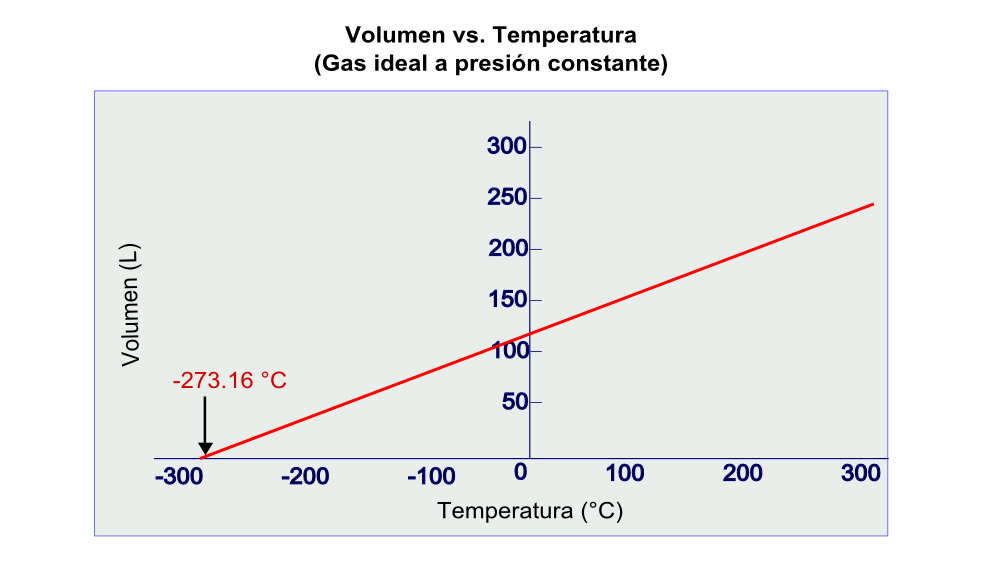 Volumen vs. Temperatura
(Gas ideal a presión constante)
300
250
200
150
100
50
Volumen (L)
-273.16 °C
-300 -200 -100 0 100 200 300
Temperatura (°C)